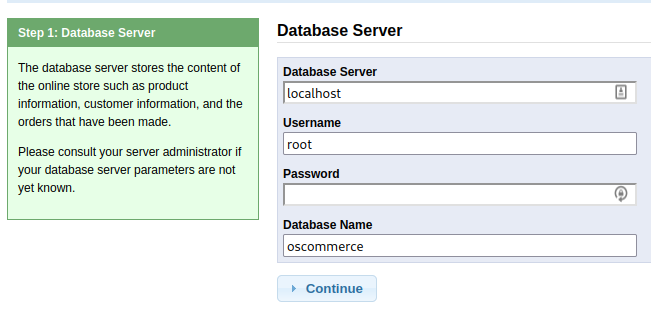 Step 1: Database Server
The database server stores the content of
the online store such as product
information, customer information, and the
orders that have been made.
Please consult your server administrator if
your database server parameters are not
yet known.
Database Server
Database Server
localhost
Username
root
Password
Database Name
oscommerce
Continue